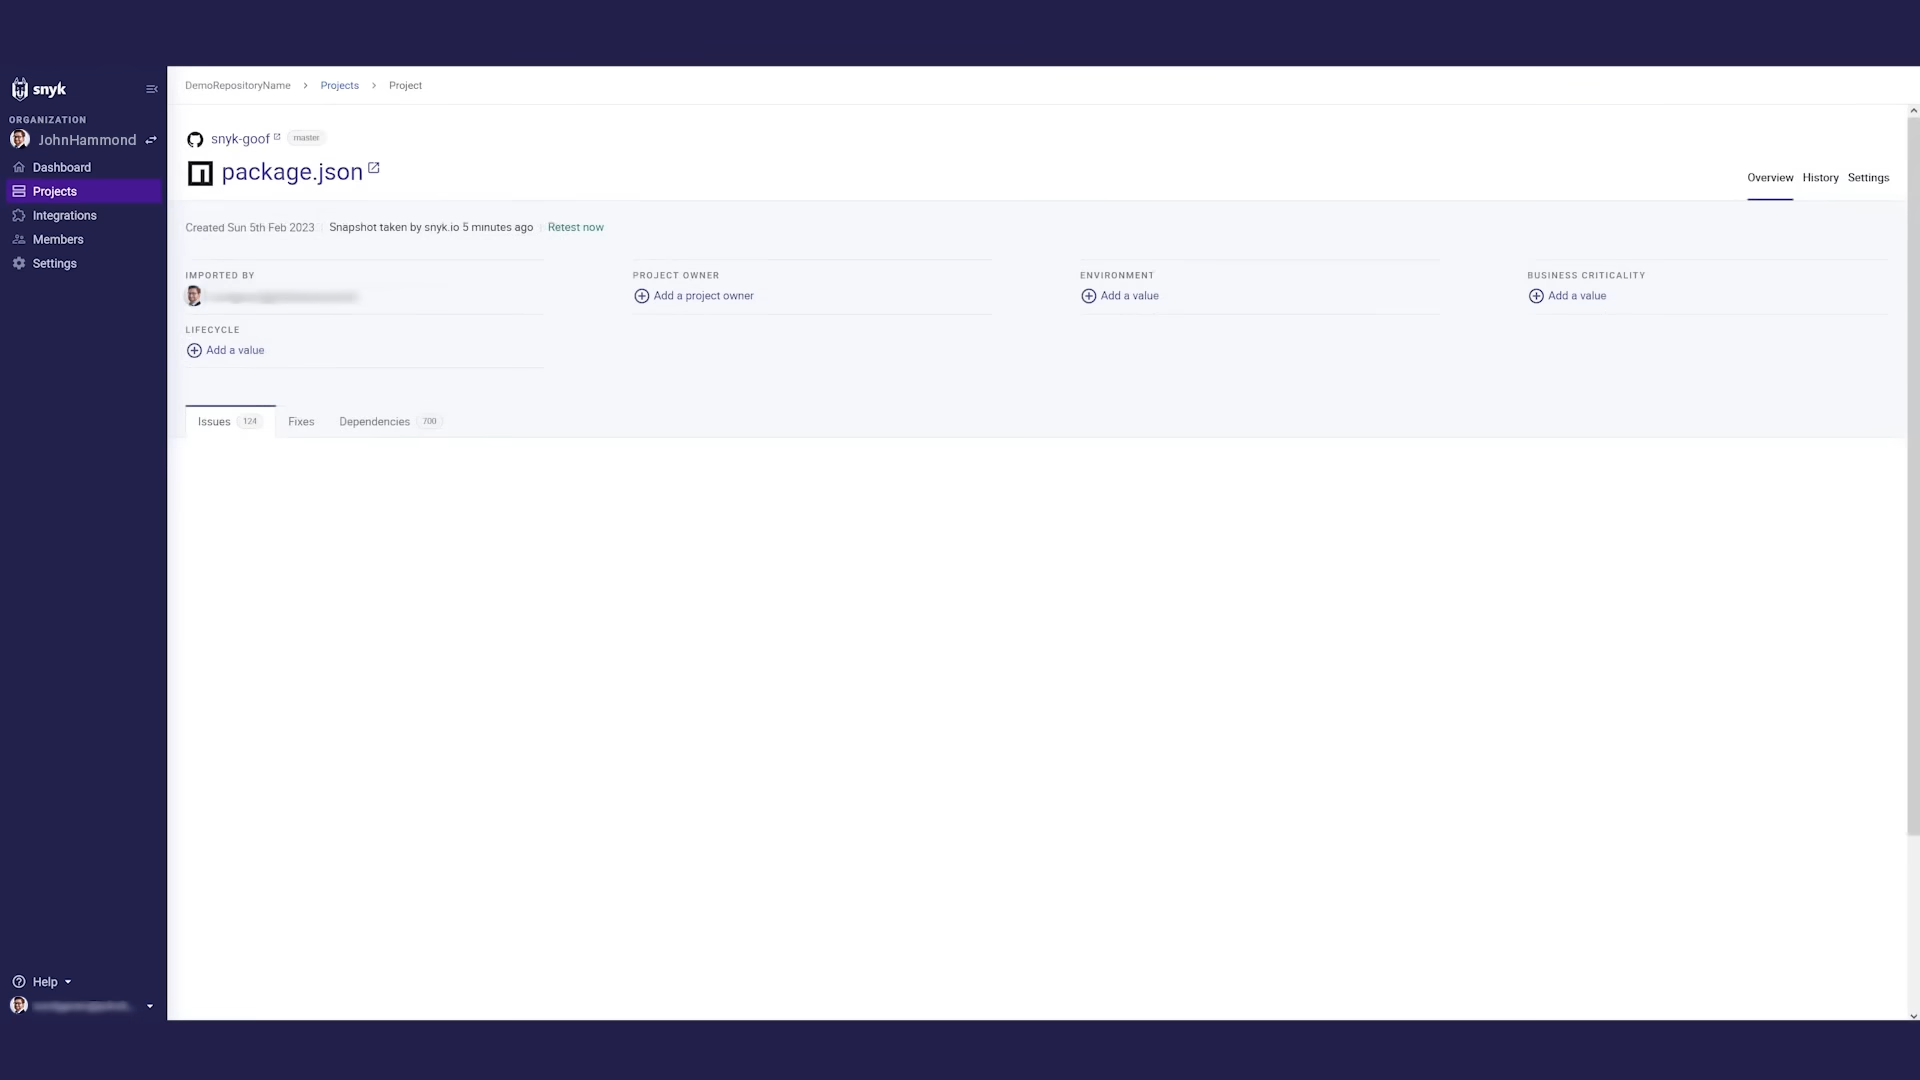 snyk
ORGANIZATION
JohnHammond
Dashboard
Projects
Integrations
Members
Settings
Help
DemoRepositoryName > Projects > Project
snyk-goof master
package.json
Overview History Settings
Created Sun 5th Feb 2023 | Snapshot taken by snyk.io 5 minutes ago | Retest now
IMPORTED BY
PROJECT OWNER
Add a project owner
ENVIRONMENT
Add a value
BUSINESS CRITICALITY
Add a value
LIFECYCLE
Add a value
Issues 124 Fixes Dependencies 700